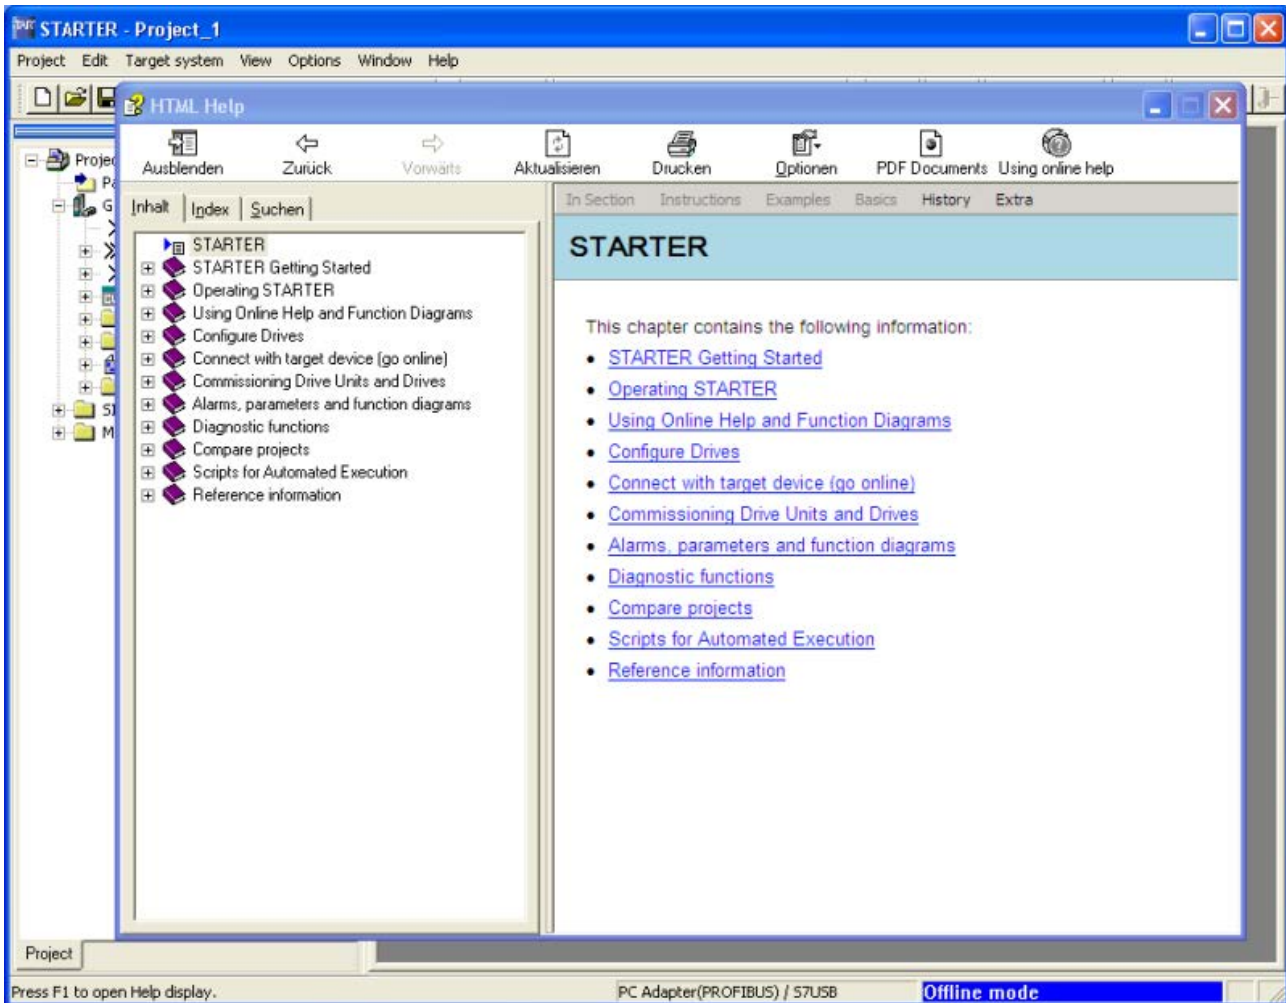 STARTER - Project_1
Project Edit Target system View Options Window Help
HTML Help
Ausblenden Zurück Vorwärts Aktualisieren Drucken Optionen PDF Documents Using online help
Inhalt Index Suchen
In Section Instructions Examples Basics History Extra
STARTER
STARTER Getting Started
Operating STARTER
Using Online Help and Function Diagrams
Configure Drives
Connect with target device (go online)
Commissioning Drive Units and Drives
Alarms, parameters and function diagrams
Diagnostic functions
Compare projects
Scripts for Automated Execution
Reference information
STARTER
This chapter contains the following information:
• STARTER Getting Started
• Operating STARTER
• Using Online Help and Function Diagrams
• Configure Drives
• Connect with target device (go online)
• Commissioning Drive Units and Drives
• Alarms, parameters and function diagrams
• Diagnostic functions
• Compare projects
• Scripts for Automated Execution
• Reference information
Project
Press F1 to open Help display.
PC Adapter(PROFIBUS) / S7USB
Offline mode